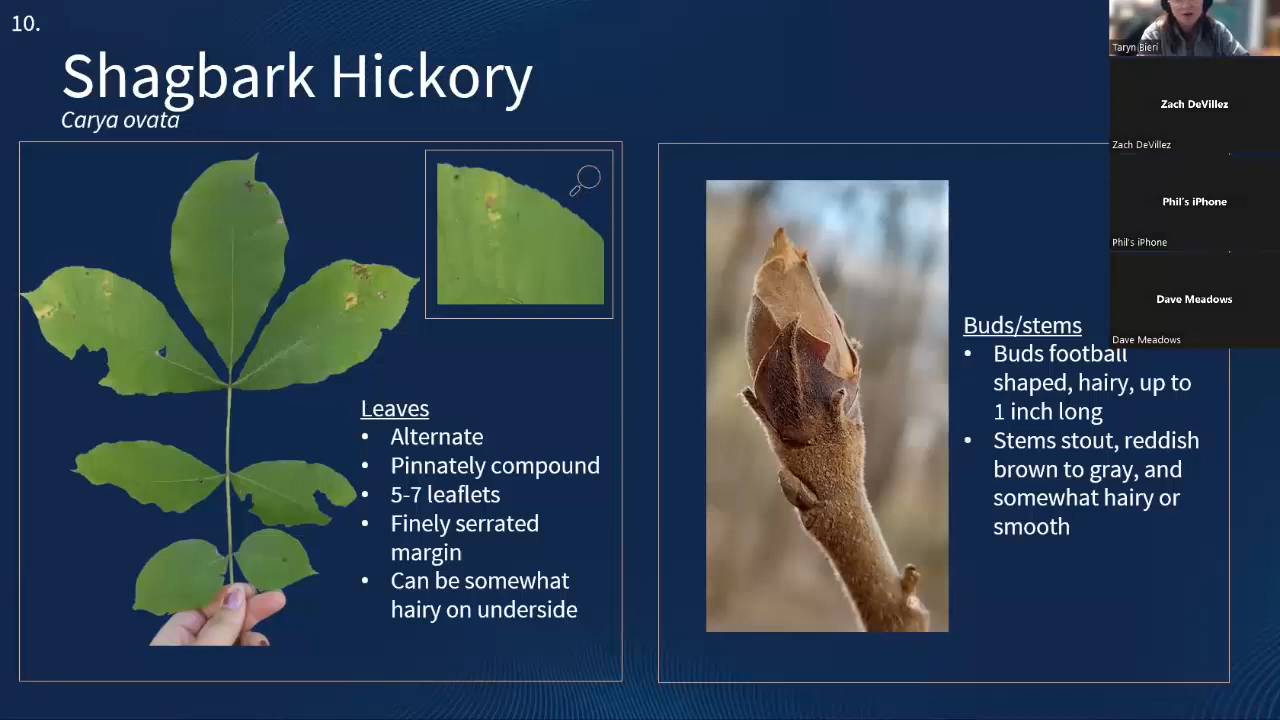 10.
Shagbark Hickory
Carya ovata
Leaves
• Alternate
• Pinnately compound
• 5-7 leaflets
• Finely serrated
margin
• Can be somewhat
hairy on underside
Buds/stems
• Buds football
shaped, hairy, up to
1 inch long
• Stems stout, reddish
brown to gray, and
somewhat hairy or
smooth
Taryn Bieri
Zach DeVillez
Zach DeVillez
Phil's iPhone
Phil's iPhone
Dave Meadows
Dave Meadows